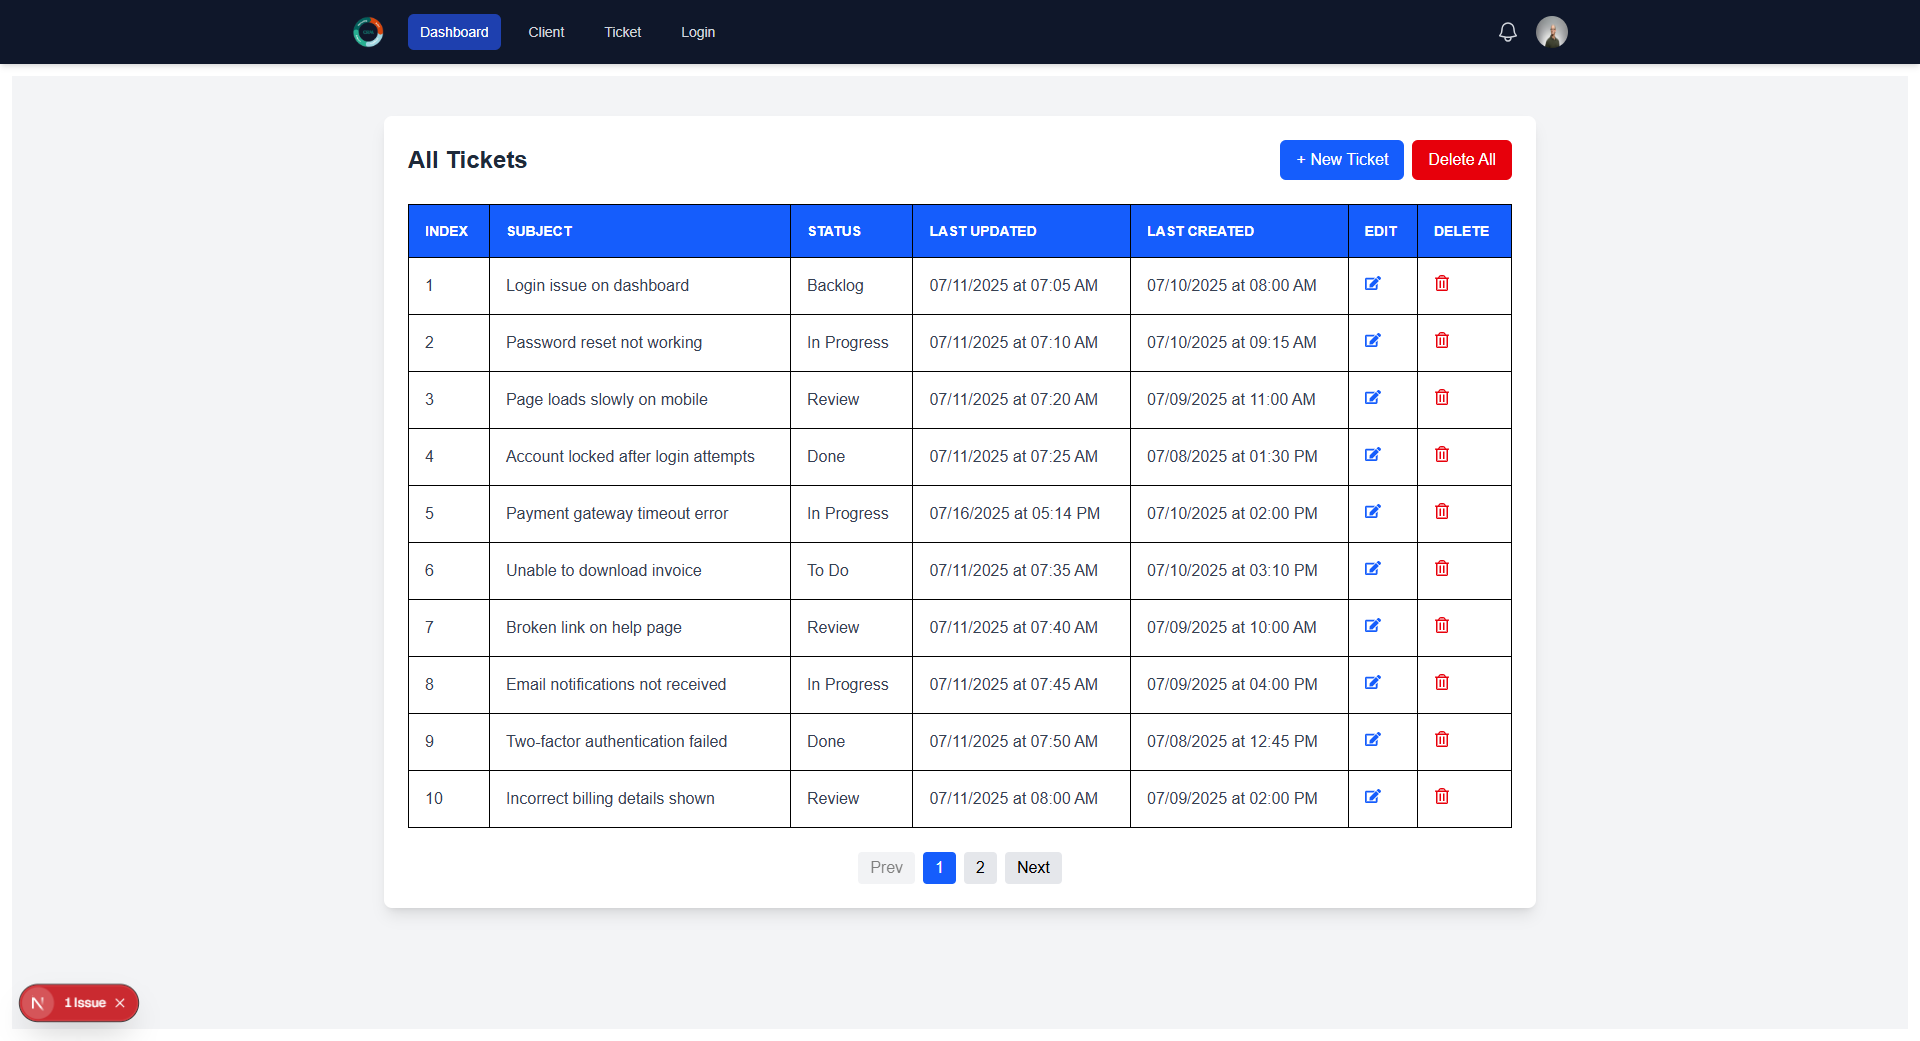 Dashboard Client Ticket Login
All Tickets
+ New Ticket Delete All
INDEX SUBJECT STATUS LAST UPDATED LAST CREATED EDIT DELETE
1 Login issue on dashboard Backlog 07/11/2025 at 07:05 AM 07/10/2025 at 08:00 AM
2 Password reset not working In Progress 07/11/2025 at 07:10 AM 07/10/2025 at 09:15 AM
3 Page loads slowly on mobile Review 07/11/2025 at 07:20 AM 07/09/2025 at 11:00 AM
4 Account locked after login attempts Done 07/11/2025 at 07:25 AM 07/08/2025 at 01:30 PM
5 Payment gateway timeout error In Progress 07/16/2025 at 05:14 PM 07/10/2025 at 02:00 PM
6 Unable to download invoice To Do 07/11/2025 at 07:35 AM 07/10/2025 at 03:10 PM
7 Broken link on help page Review 07/11/2025 at 07:40 AM 07/09/2025 at 10:00 AM
8 Email notifications not received In Progress 07/11/2025 at 07:45 AM 07/09/2025 at 04:00 PM
9 Two-factor authentication failed Done 07/11/2025 at 07:50 AM 07/08/2025 at 12:45 PM
10 Incorrect billing details shown Review 07/11/2025 at 08:00 AM 07/09/2025 at 02:00 PM
Prev 1 2 Next
N 1 Issue